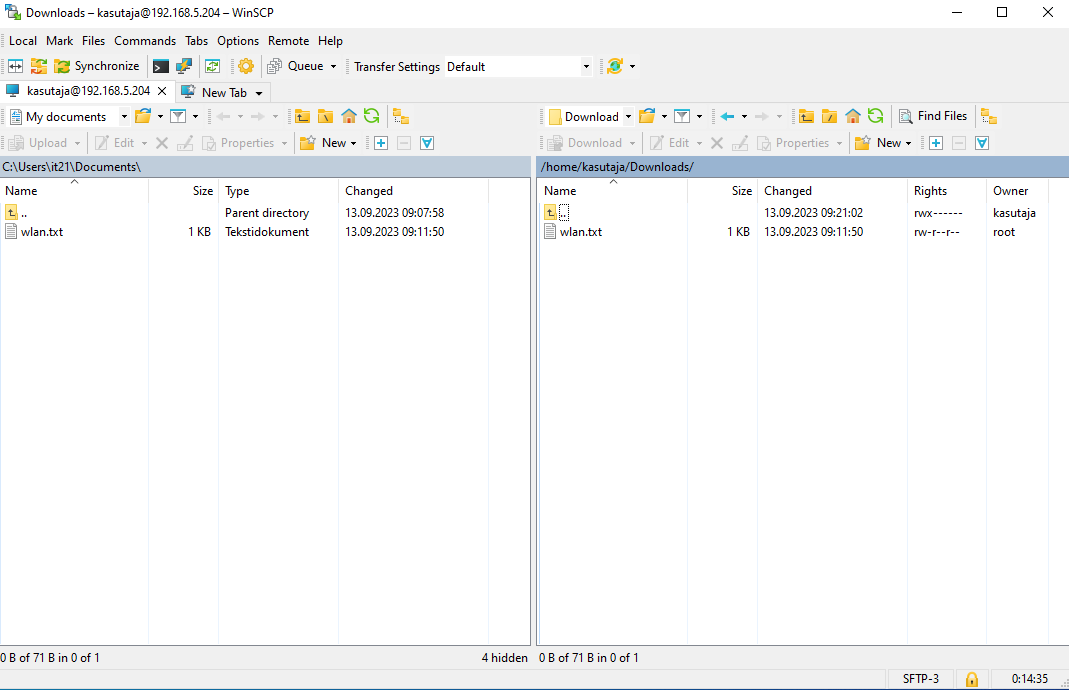 Downloads – kasutaja@192.168.5.204 – WinSCP
Local Mark Files Commands Tabs Options Remote Help
Synchronize Queue Transfer Settings Default
kasutaja@192.168.5.204 New Tab
My documents Download Find Files
Upload Edit Properties New Download Edit Properties New
C:\Users\it21\Documents\ /home/kasutaja/Downloads/
Name Size Type Changed Name Size Changed Rights Owner
.. Parent directory 13.09.2023 09:07:58 .. 13.09.2023 09:21:02 rwx------ kasutaja
wlan.txt 1 KB Tekstidokument 13.09.2023 09:11:50 wlan.txt 1 KB 13.09.2023 09:11:50 rw-r--r-- root
0 B of 71 B in 0 of 1 4 hidden 0 B of 71 B in 0 of 1
SFTP-3 0:14:35